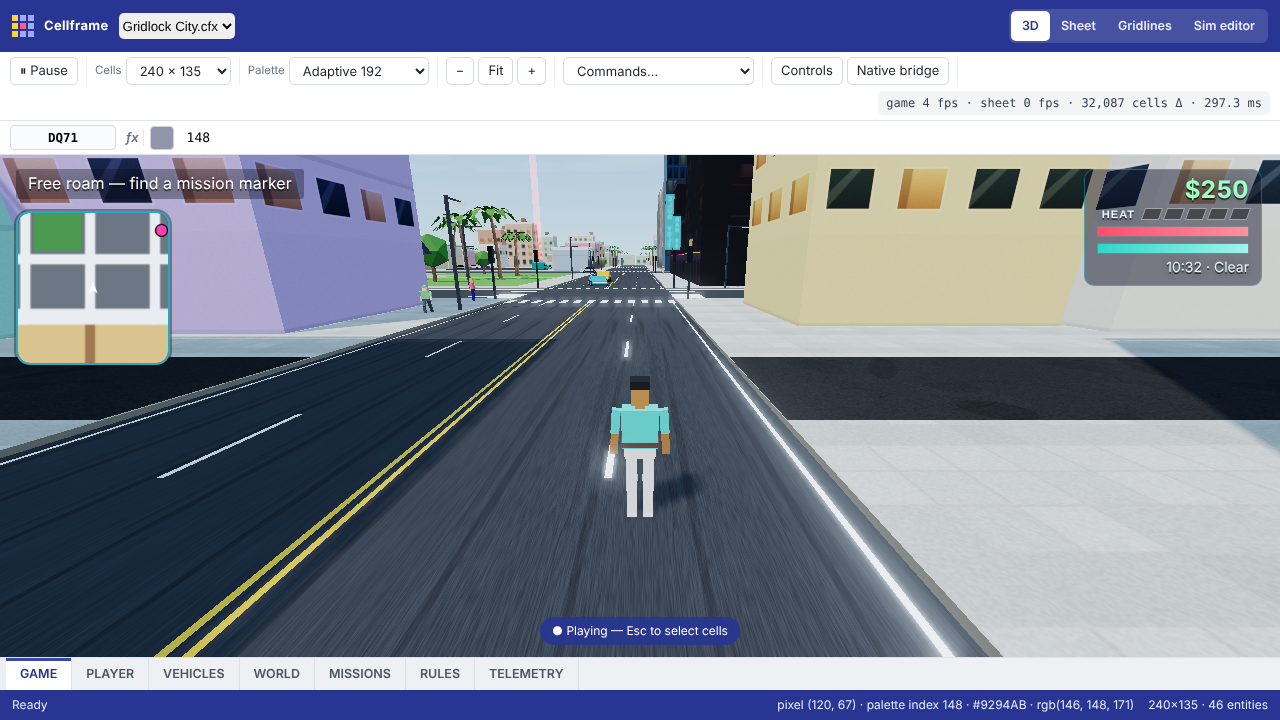 Cellframe Gridlock City.cfx 3D Sheet Gridlines Sim editor
Pause Cells 240 × 135 Palette Adaptive 192 − Fit + Commands... Controls Native bridge
game 4 fps · sheet 0 fps · 32,087 cells Δ · 297.3 ms
DQ71 fx 148
Free roam — find a mission marker
$250
HEAT
10:32 · Clear
Playing — Esc to select cells
GAME PLAYER VEHICLES WORLD MISSIONS RULES TELEMETRY
Ready pixel (120, 67) · palette index 148 · #9294AB · rgb(146, 148, 171) 240×135 · 46 entities